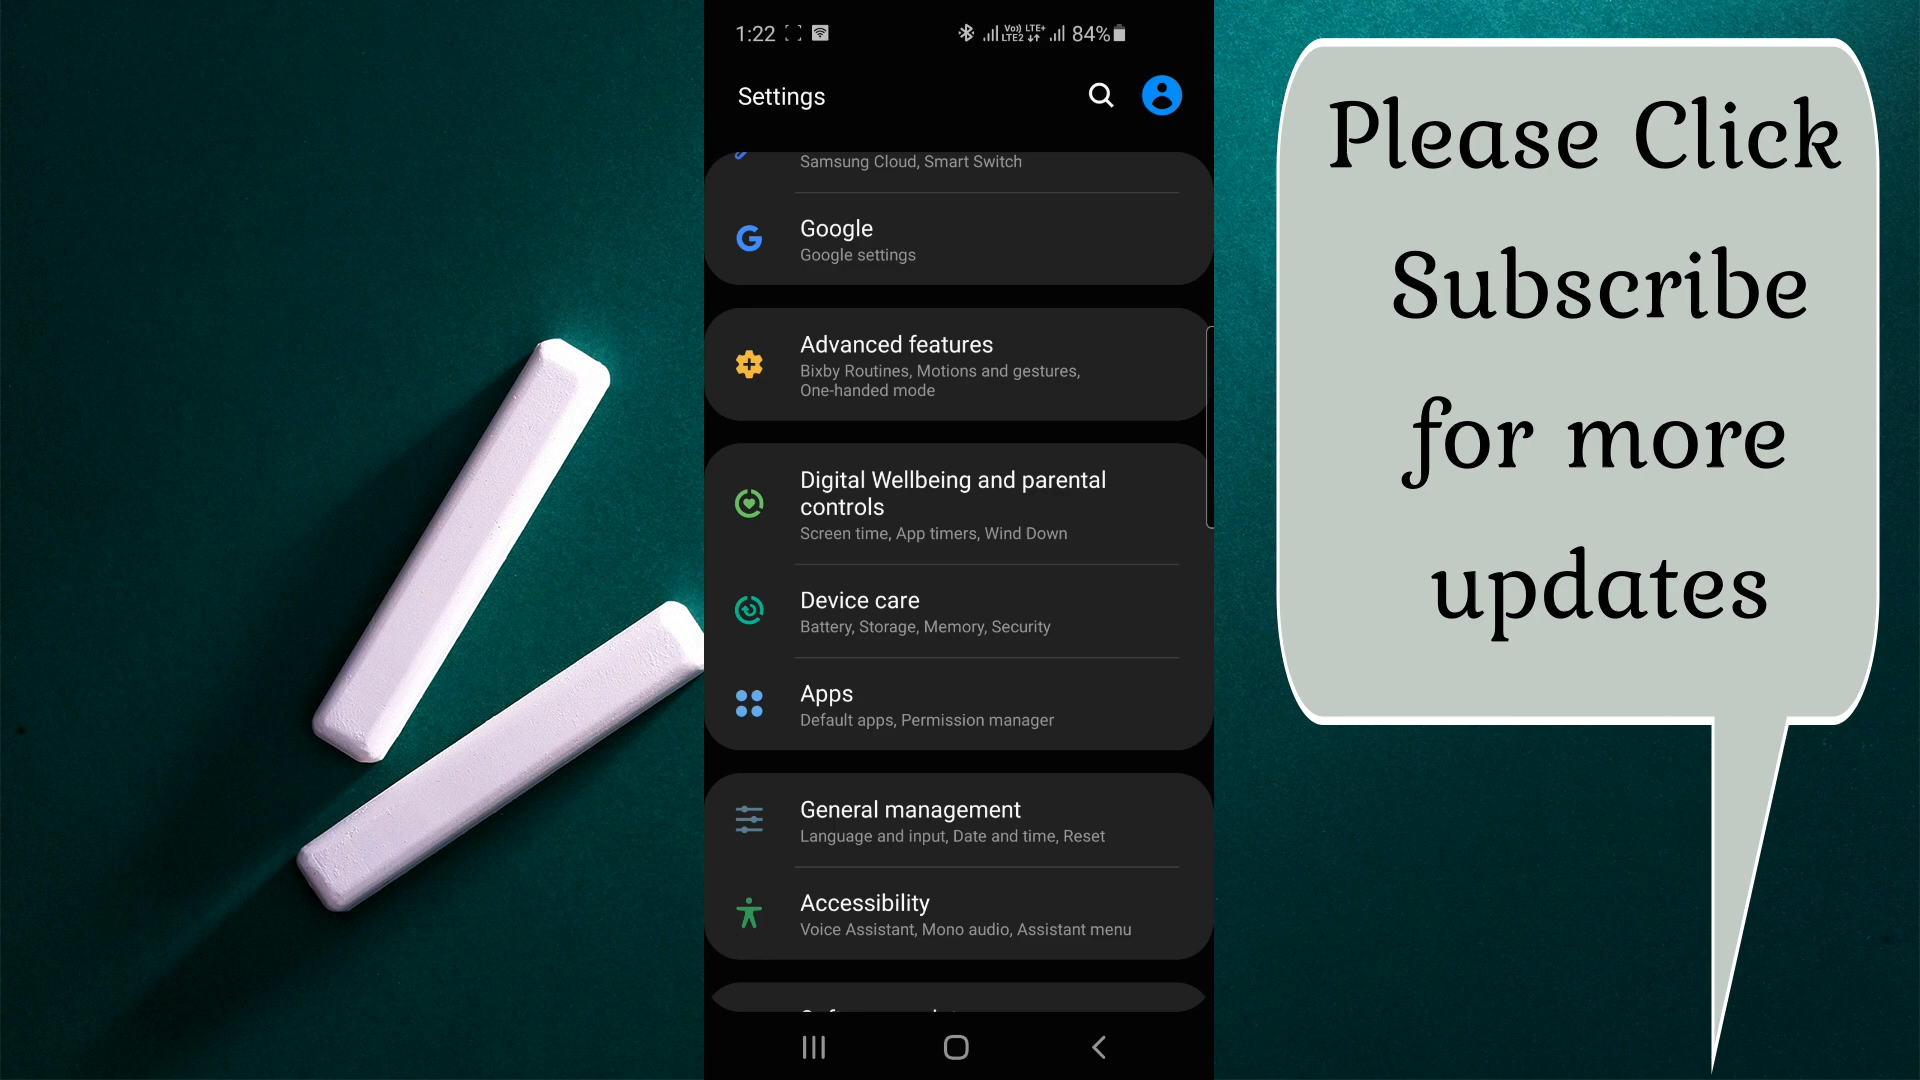 1:22
Vo)) LTE+
LTE2
84%
Settings
Samsung Cloud, Smart Switch
Google
Google settings
Advanced features
Bixby Routines, Motions and gestures,
One-handed mode
Digital Wellbeing and parental
controls
Screen time, App timers, Wind Down
Device care
Battery, Storage, Memory, Security
Apps
Default apps, Permission manager
General management
Language and input, Date and time, Reset
Accessibility
Voice Assistant, Mono audio, Assistant menu
Please Click
Subscribe
for more
updates